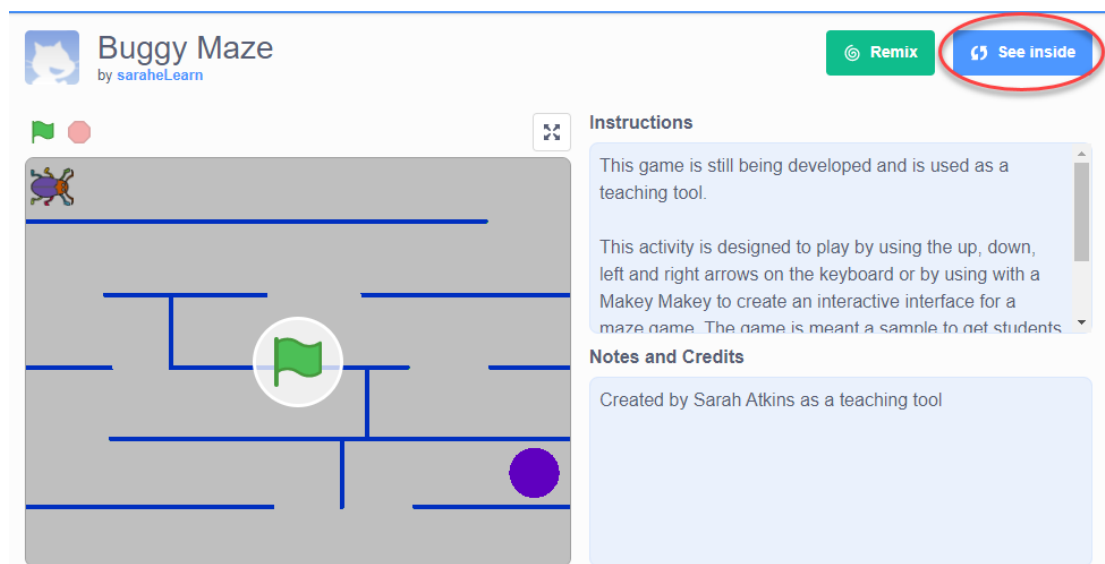 Buggy Maze
by saraheLearn
Remix
See inside
Instructions
This game is still being developed and is used as a
teaching tool.
This activity is designed to play by using the up, down,
left and right arrows on the keyboard or by using with a
Makey Makey to create an interactive interface for a
maze game. The game is meant a sample to get students
Notes and Credits
Created by Sarah Atkins as a teaching tool